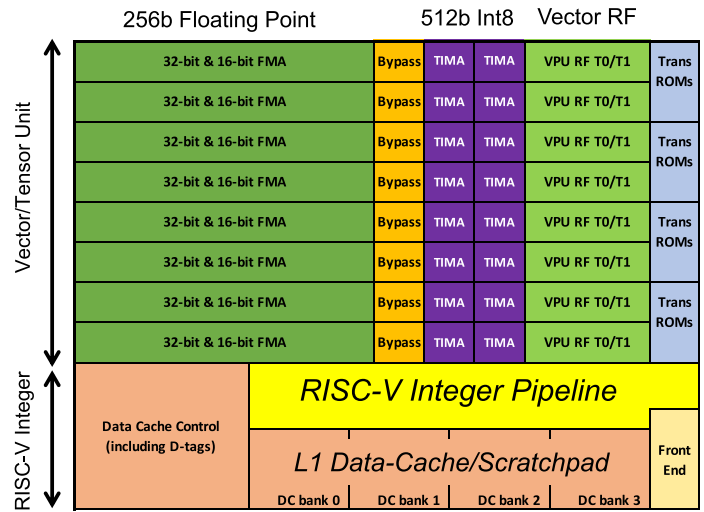 256b Floating Point 512b Int8 Vector RF
Vector/Tensor Unit
32-bit & 16-bit FMA Bypass TIMA TIMA VPU RF T0/T1 Trans
ROMs
32-bit & 16-bit FMA Bypass TIMA TIMA VPU RF T0/T1
32-bit & 16-bit FMA Bypass TIMA TIMA VPU RF T0/T1 Trans
ROMs
32-bit & 16-bit FMA Bypass TIMA TIMA VPU RF T0/T1
32-bit & 16-bit FMA Bypass TIMA TIMA VPU RF T0/T1 Trans
ROMs
32-bit & 16-bit FMA Bypass TIMA TIMA VPU RF T0/T1
32-bit & 16-bit FMA Bypass TIMA TIMA VPU RF T0/T1 Trans
ROMs
32-bit & 16-bit FMA Bypass TIMA TIMA VPU RF T0/T1
RISC-V Integer
RISC-V Integer Pipeline
Data Cache Control
(including D-tags)
L1 Data-Cache/Scratchpad
Front
End
DC bank 0 DC bank 1 DC bank 2 DC bank 3